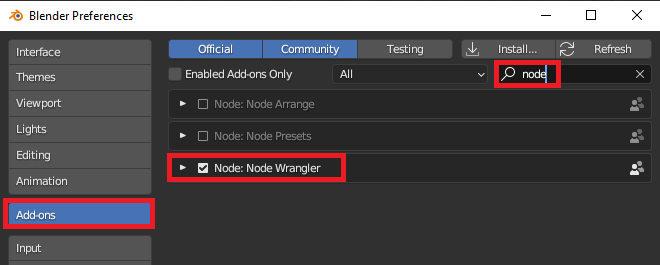 Blender Preferences
Interface
Themes
Viewport
Lights
Editing
Animation
Add-ons
Input
Official Community Testing Install... Refresh
Enabled Add-ons Only All node
Node: Node Arrange
Node: Node Presets
Node: Node Wrangler